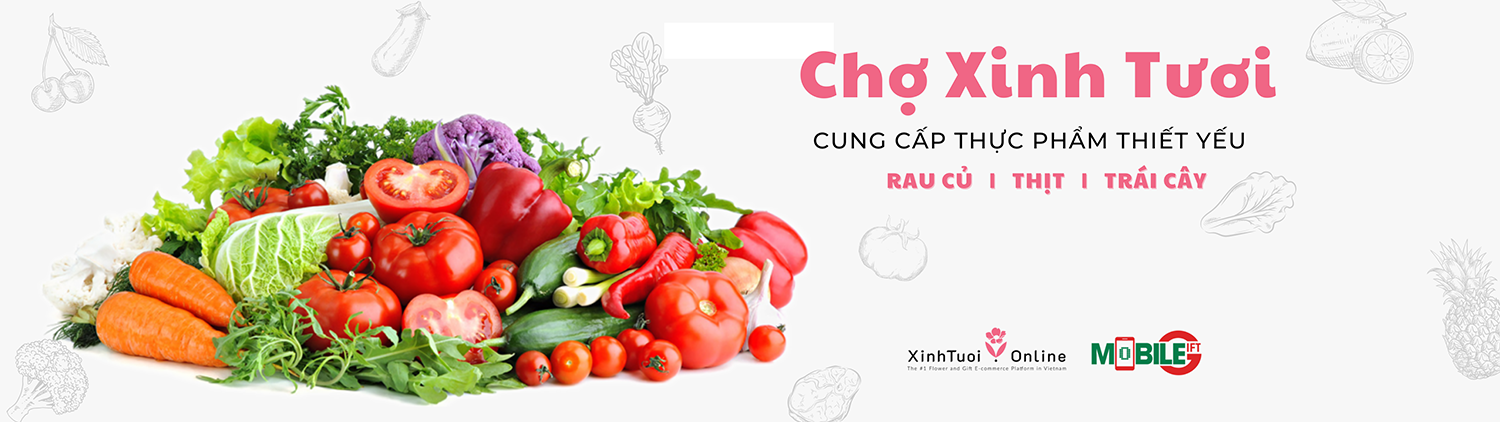 Chợ Xinh Tươi
CUNG CẤP THỰC PHẨM THIẾT YẾU
RAU CỦ I THỊT I TRÁI CÂY
XinhTuoi Online
The #1 Flower and Gift E-commerce Platform in Vietnam
MOBILE GIFT